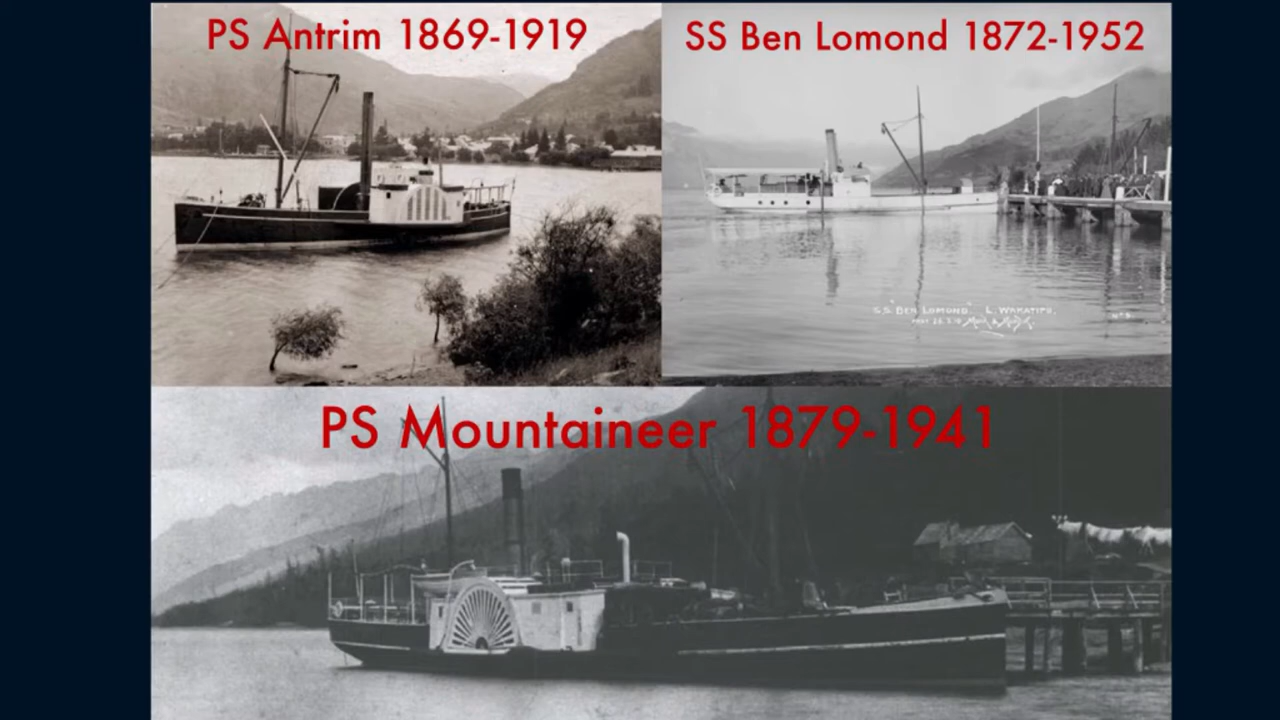 PS Antrim 1869-1919
SS Ben Lomond 1872-1952
S.S. "BEN LOMOND." L. WAKATIPU.
PS Mountaineer 1879-1941